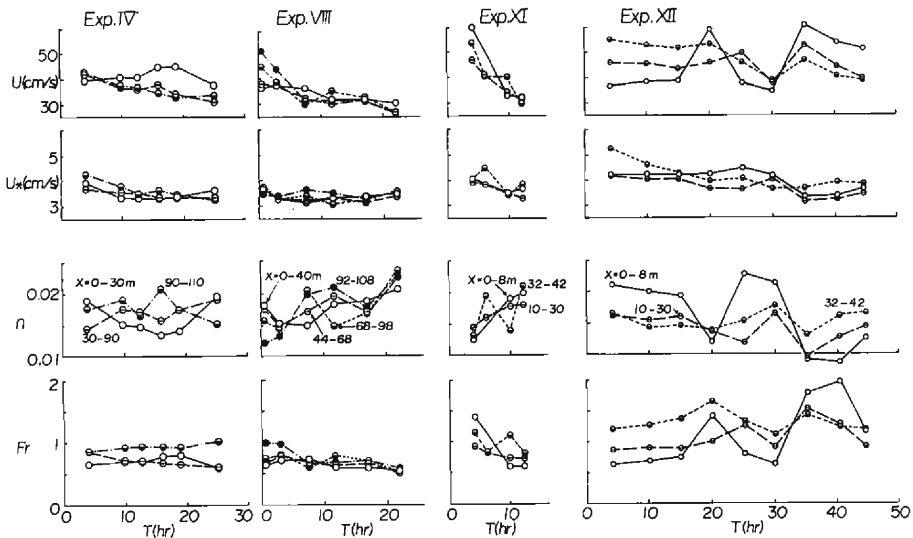 Exp.IV Exp.VIII Exp.XI Exp.XII
50
U(cm/s)
30
5
U*(cm/s)
3
X=0-30m 90-110 X=0-40m 92-108 X=0-8m 32-42 X=0-8m
0.02
n
10-30 10-30 32-42
30-90 44-68 68-98
0.01
2
Fr 1
0
0 10 20 30 0 10 20 0 10 0 10 20 30 40 50
T(hr) T(hr) T(hr) T(hr)